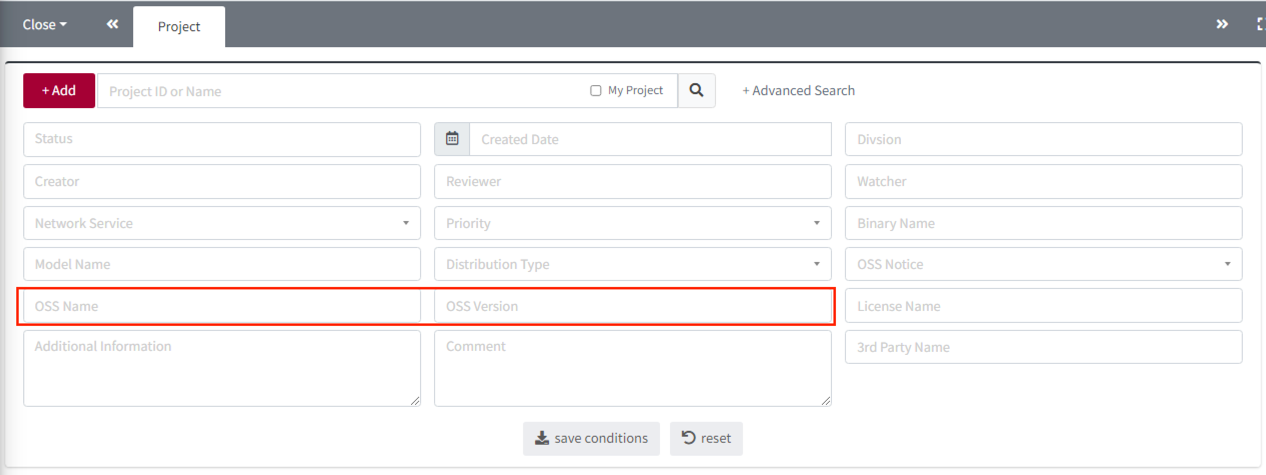 Close
Project
+ Add
Project ID or Name
My Project
+ Advanced Search
Status
Created Date
Divsion
Creator
Reviewer
Watcher
Network Service
Priority
Binary Name
Model Name
Distribution Type
OSS Notice
OSS Name
OSS Version
License Name
Additional Information
Comment
3rd Party Name
save conditions
reset